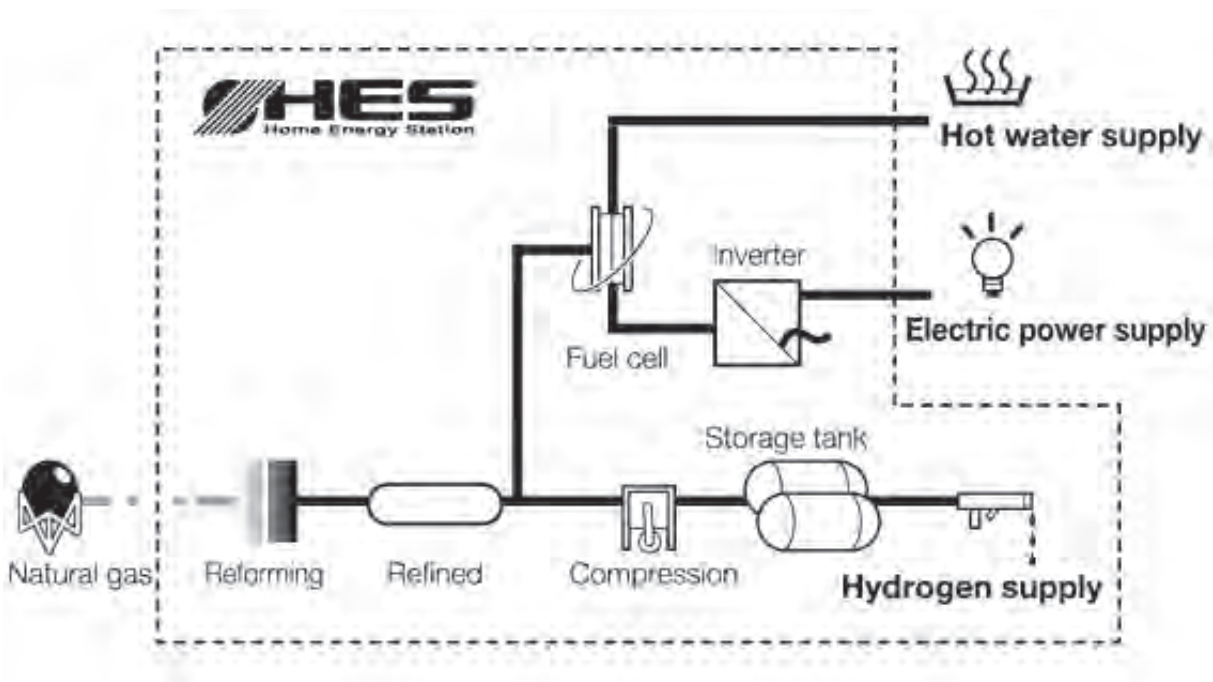 HES
Home Energy Station
Hot water supply
Inverter
Electric power supply
Fuel cell
Storage tank
Natural gas
Reforming
Refined
Compression
Hydrogen supply